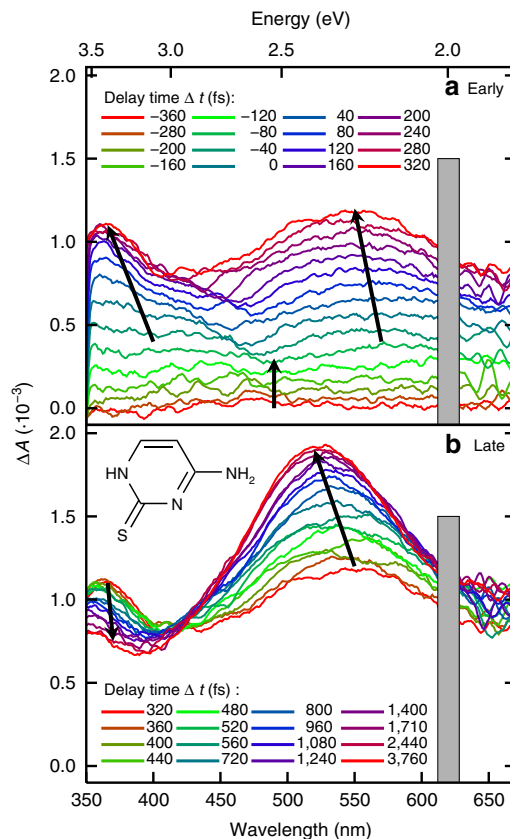 Energy (eV)
3.5 3.0 2.5 2.0
a Early
Delay time Δ t (fs):
−360 −120 40 200
−280 −80 80 240
−200 −40 120 280
−160 0 160 320
2.0
1.5
1.0
0.5
0.0
ΔA (·10⁻³)
b Late
HN
NH₂
N
S
2.0
1.5
1.0
0.5
0.0
Delay time Δ t (fs) :
320 480 800 1,400
360 520 960 1,710
400 560 1,080 2,440
440 720 1,240 3,760
350 400 450 500 550 600 650
Wavelength (nm)